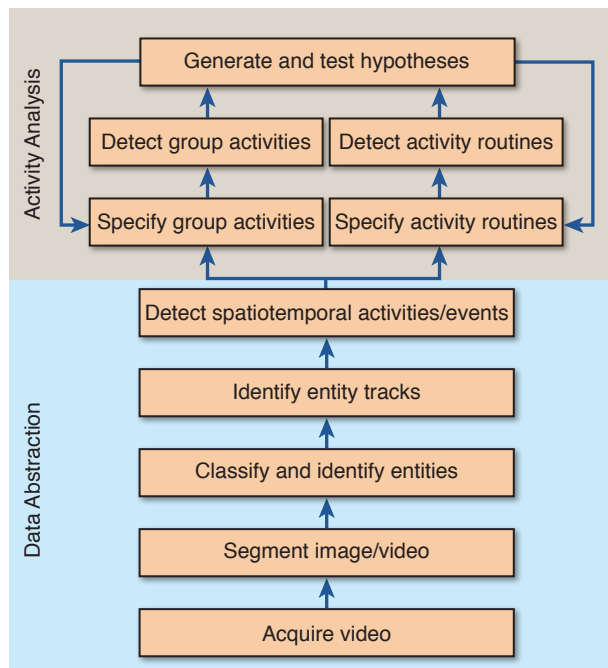 Activity Analysis
Generate and test hypotheses
Detect group activities
Detect activity routines
Specify group activities
Specify activity routines
Data Abstraction
Detect spatiotemporal activities/events
Identify entity tracks
Classify and identify entities
Segment image/video
Acquire video